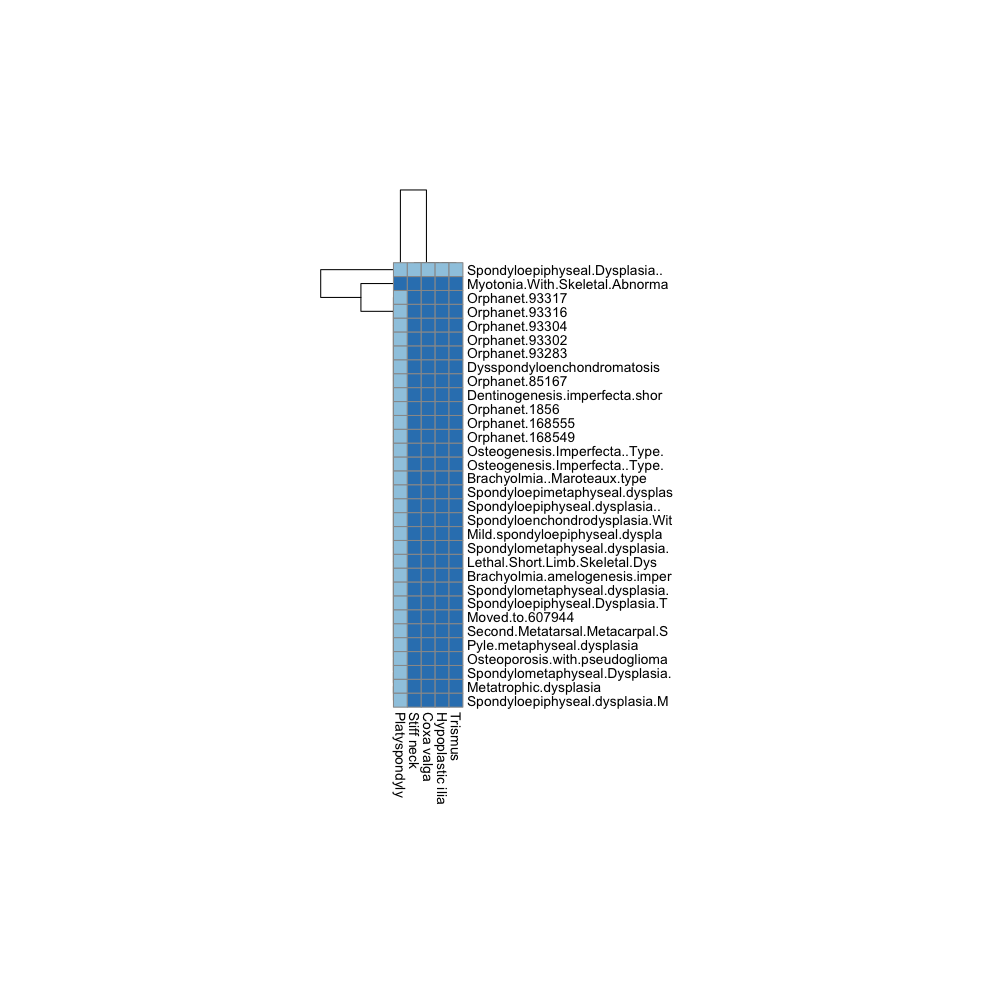 Spondyloepiphyseal.Dysplasia..
Myotonia.With.Skeletal.Abnorma
Orphanet.93317
Orphanet.93316
Orphanet.93304
Orphanet.93302
Orphanet.93283
Dysspondyloenchondromatosis
Orphanet.85167
Dentinogenesis.imperfecta.shor
Orphanet.1856
Orphanet.168555
Orphanet.168549
Osteogenesis.Imperfecta..Type.
Osteogenesis.Imperfecta..Type.
Brachyolmia..Maroteaux.type
Spondyloepimetaphyseal.dysplas
Spondyloepiphyseal.dysplasia..
Spondyloenchondrodysplasia.Wit
Mild.spondyloepiphyseal.dyspla
Spondylometaphyseal.dysplasia.
Lethal.Short.Limb.Skeletal.Dys
Brachyolmia.amelogenesis.imper
Spondylometaphyseal.dysplasia.
Spondyloepiphyseal.Dysplasia.T
Moved.to.607944
Second.Metatarsal.Metacarpal.S
Pyle.metaphyseal.dysplasia
Osteoporosis.with.pseudoglioma
Spondylometaphyseal.Dysplasia.
Metatrophic.dysplasia
Spondyloepiphyseal.dysplasia.M
Platyspondyly
Stiff neck
Coxa valga
Hypoplastic ilia
Trismus